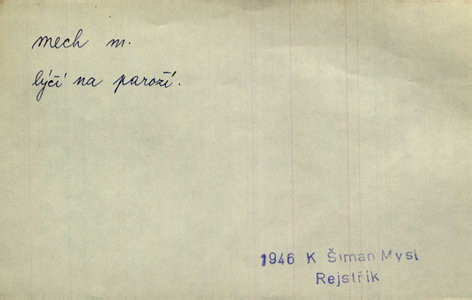 mech m.
lýčí na paroží.
1946 K Šiman Mysl
Rejstřík